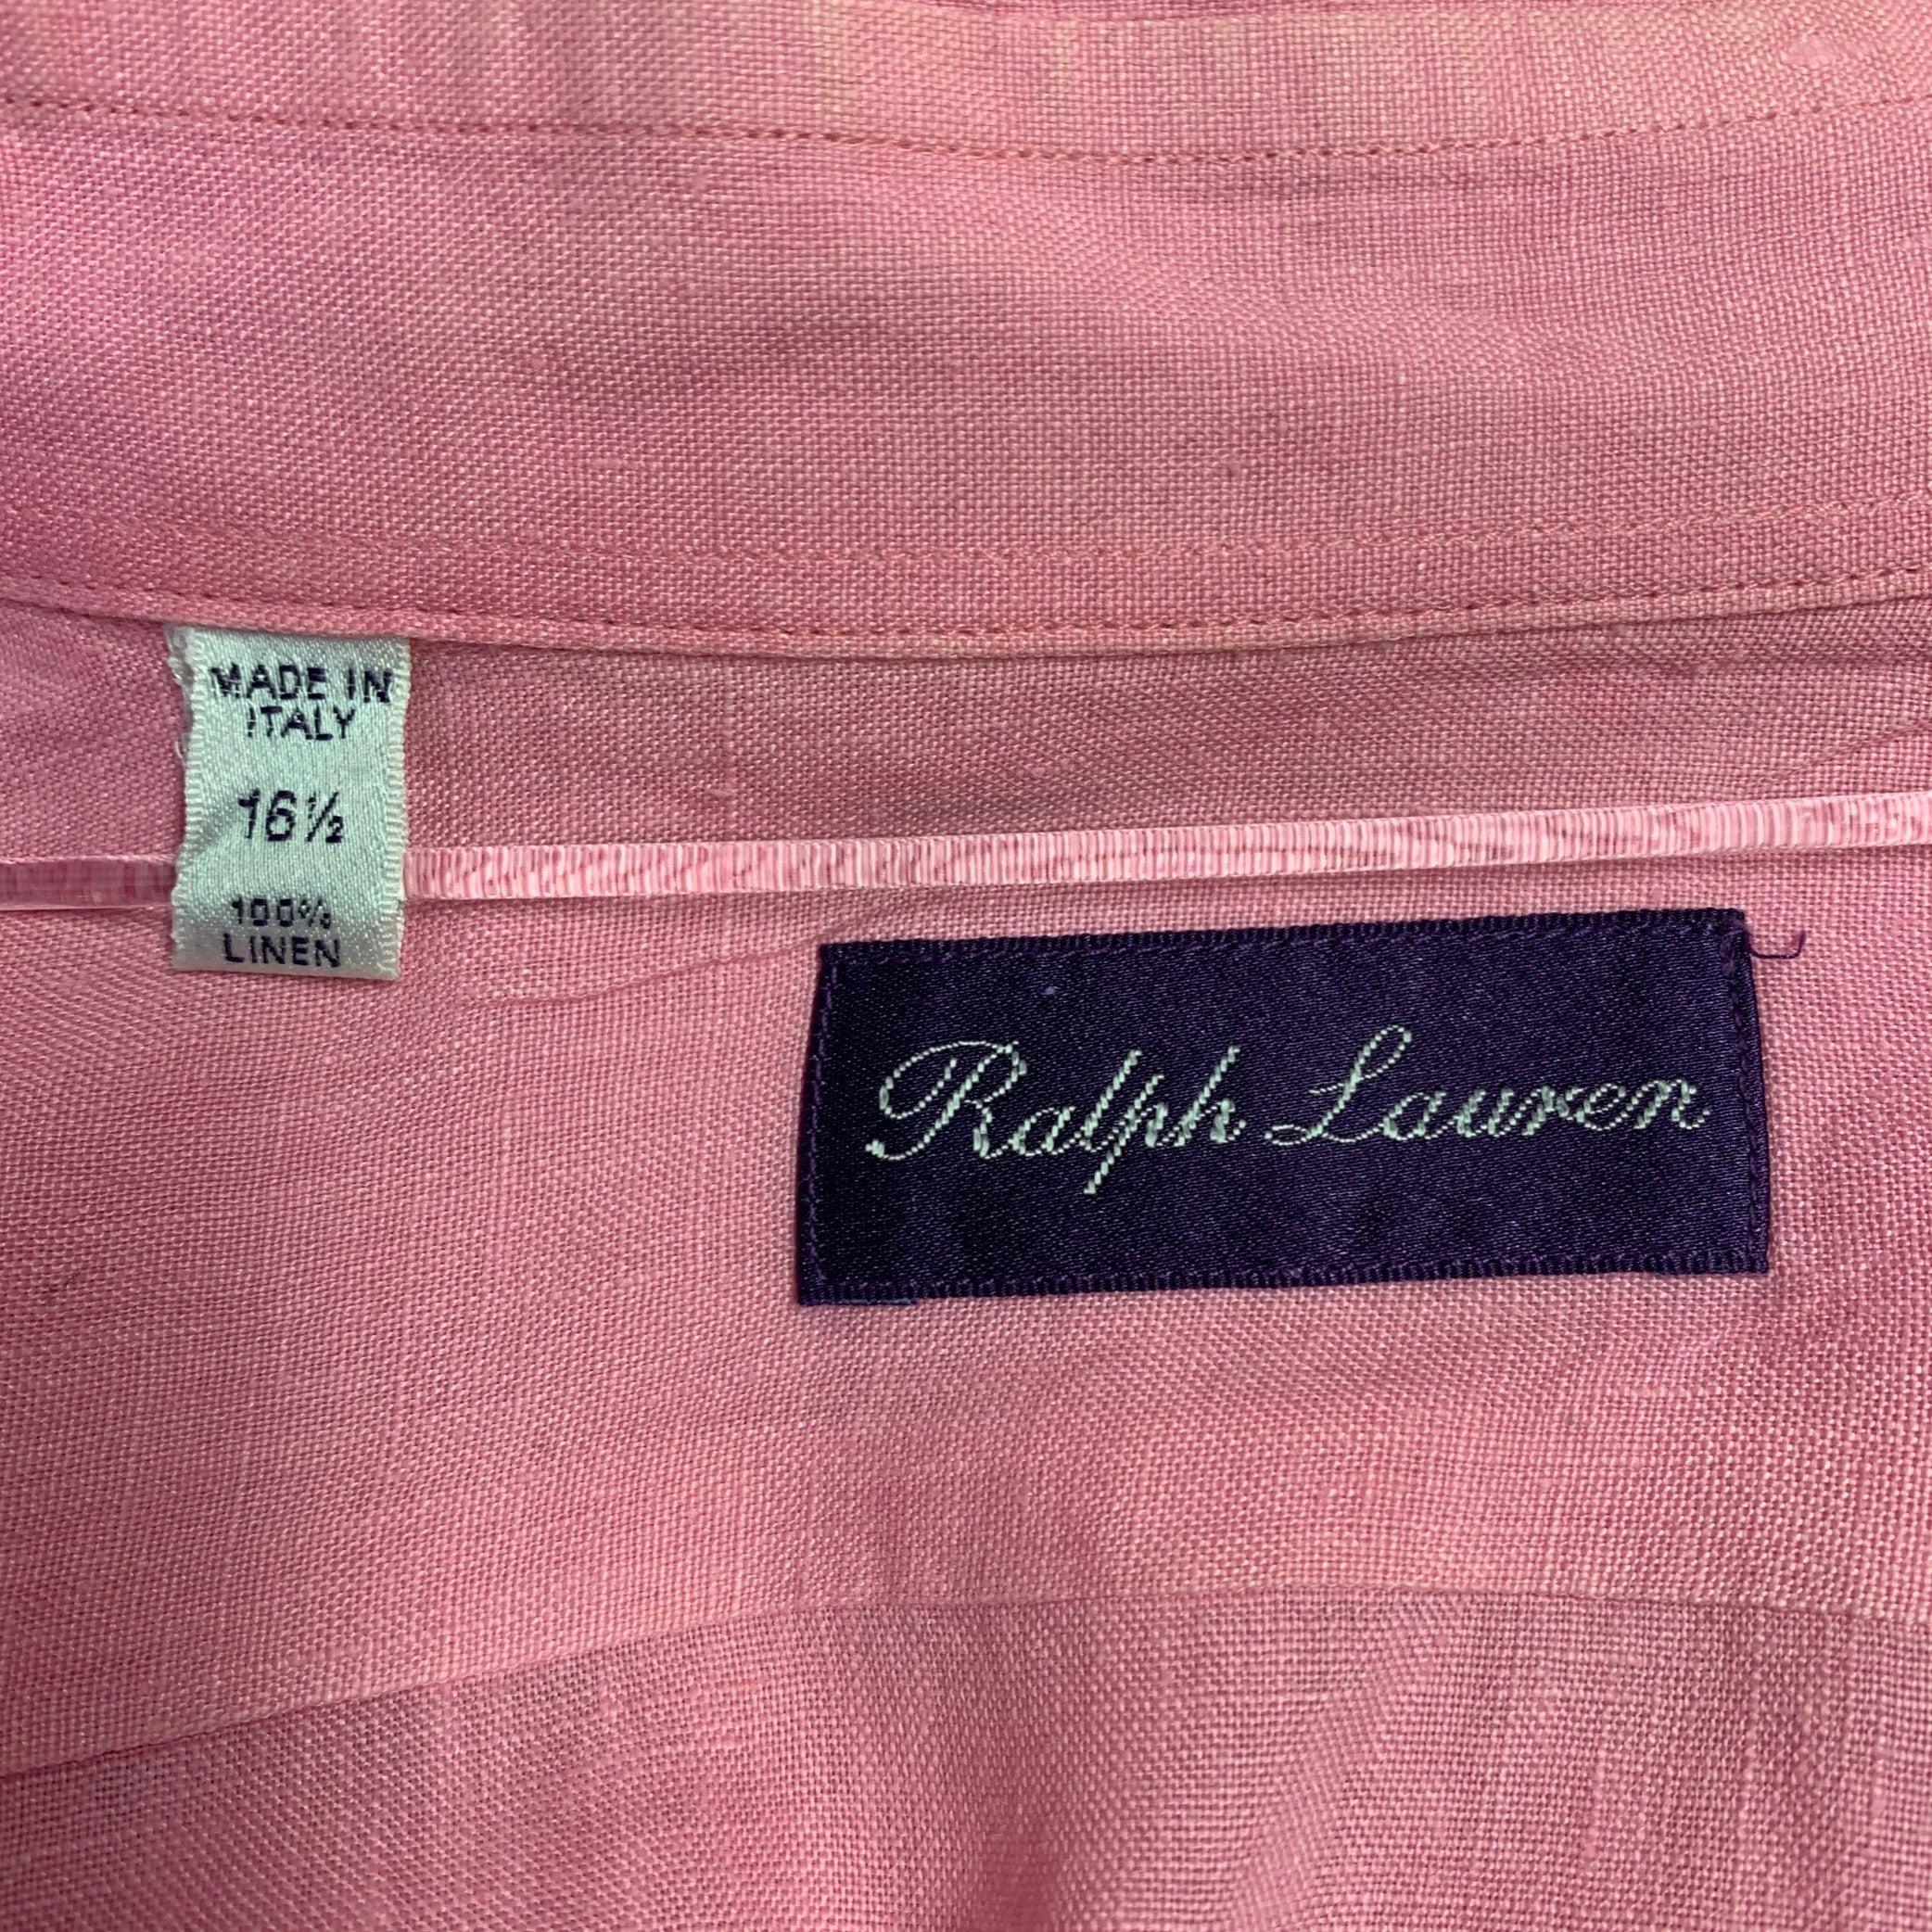 MADE IN
ITALY
16½
100%
LINEN
Ralph Lauren